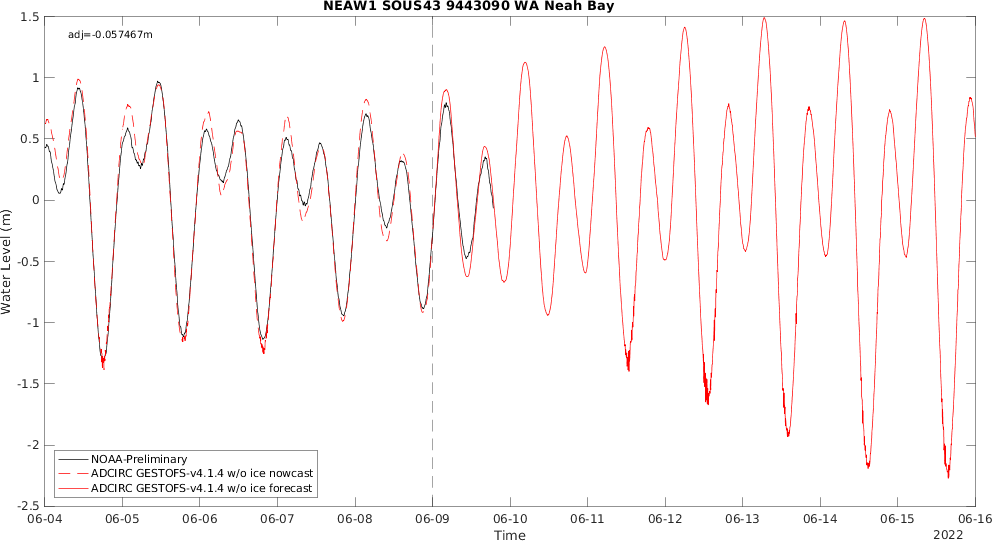 NEAW1 SOUS43 9443090 WA Neah Bay
adj=-0.057467m
1.5
1
0.5
0
-0.5
-1
-1.5
-2
-2.5
Water Level (m)
NOAA-Preliminary
ADCIRC GESTOFS-v4.1.4 w/o ice nowcast
ADCIRC GESTOFS-v4.1.4 w/o ice forecast
06-04 06-05 06-06 06-07 06-08 06-09 06-10 06-11 06-12 06-13 06-14 06-15 06-16
Time
2022